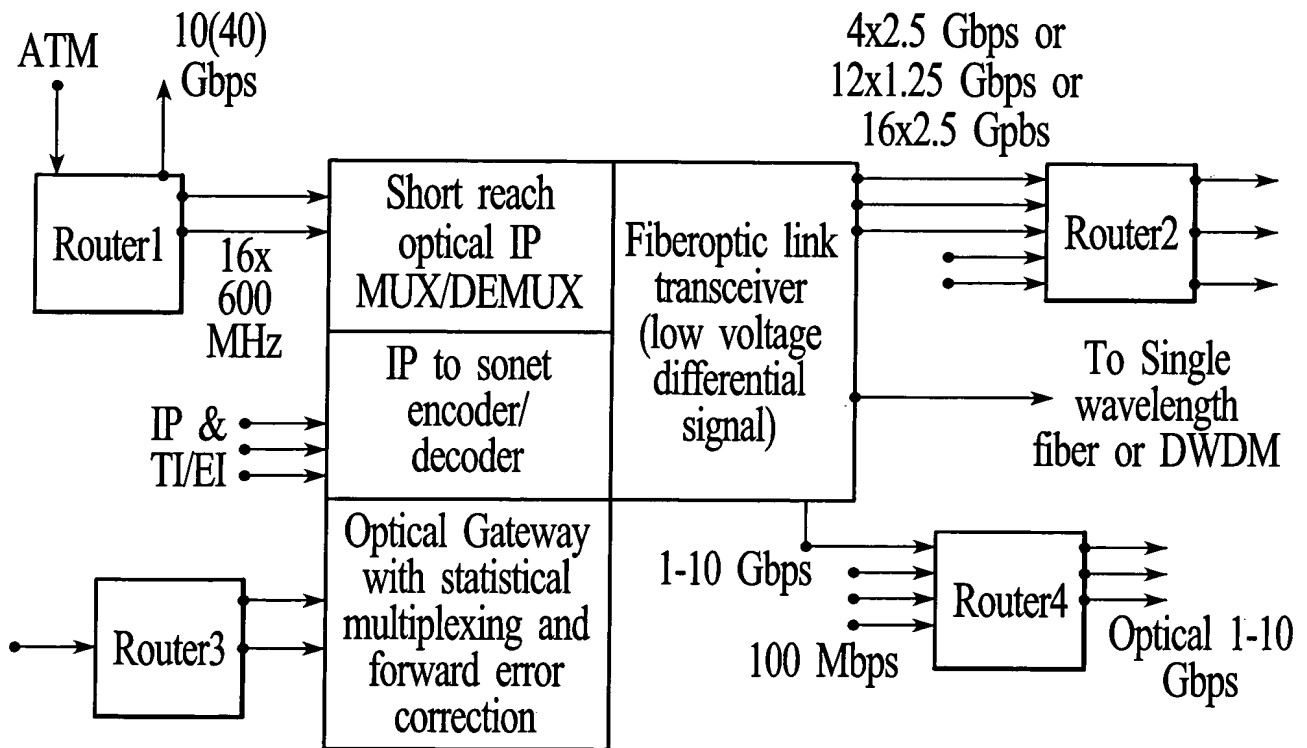 ATM
10(40)
Gbps
4x2.5 Gbps or
12x1.25 Gbps or
16x2.5 Gpbs
Router1
16x
600
MHz
Short reach
optical IP
MUX/DEMUX
Fiberoptic link
transceiver
(low voltage
differential
signal)
Router2
IP to sonet
encoder/
decoder
IP &
TI/EI
To Single
wavelength
fiber or DWDM
Optical Gateway
with statistical
multiplexing and
forward error
correction
Router3
1-10 Gbps
100 Mbps
Router4
Optical 1-10
Gbps